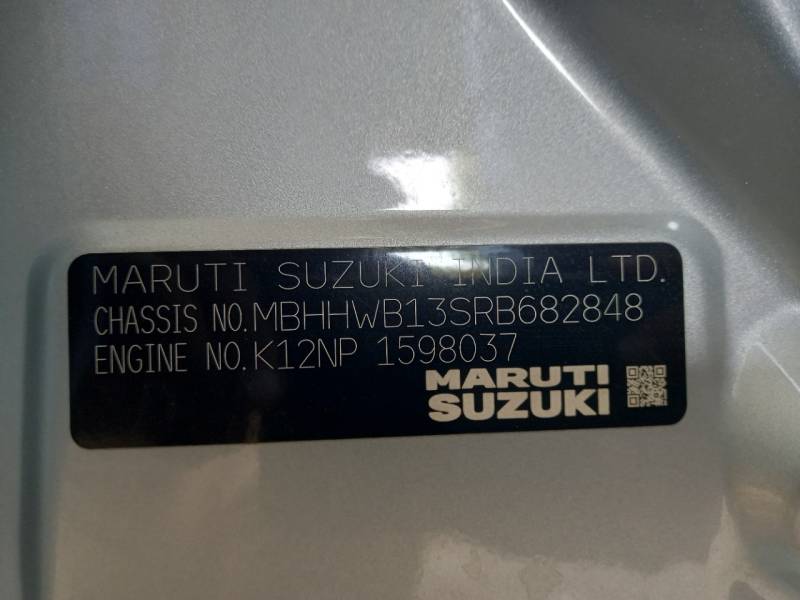 MARUTI SUZUKI INDIA LTD.
CHASSIS NO.MBHHWB13SRB682848
ENGINE NO.K12NP 1598037
MARUTI
SUZUKI